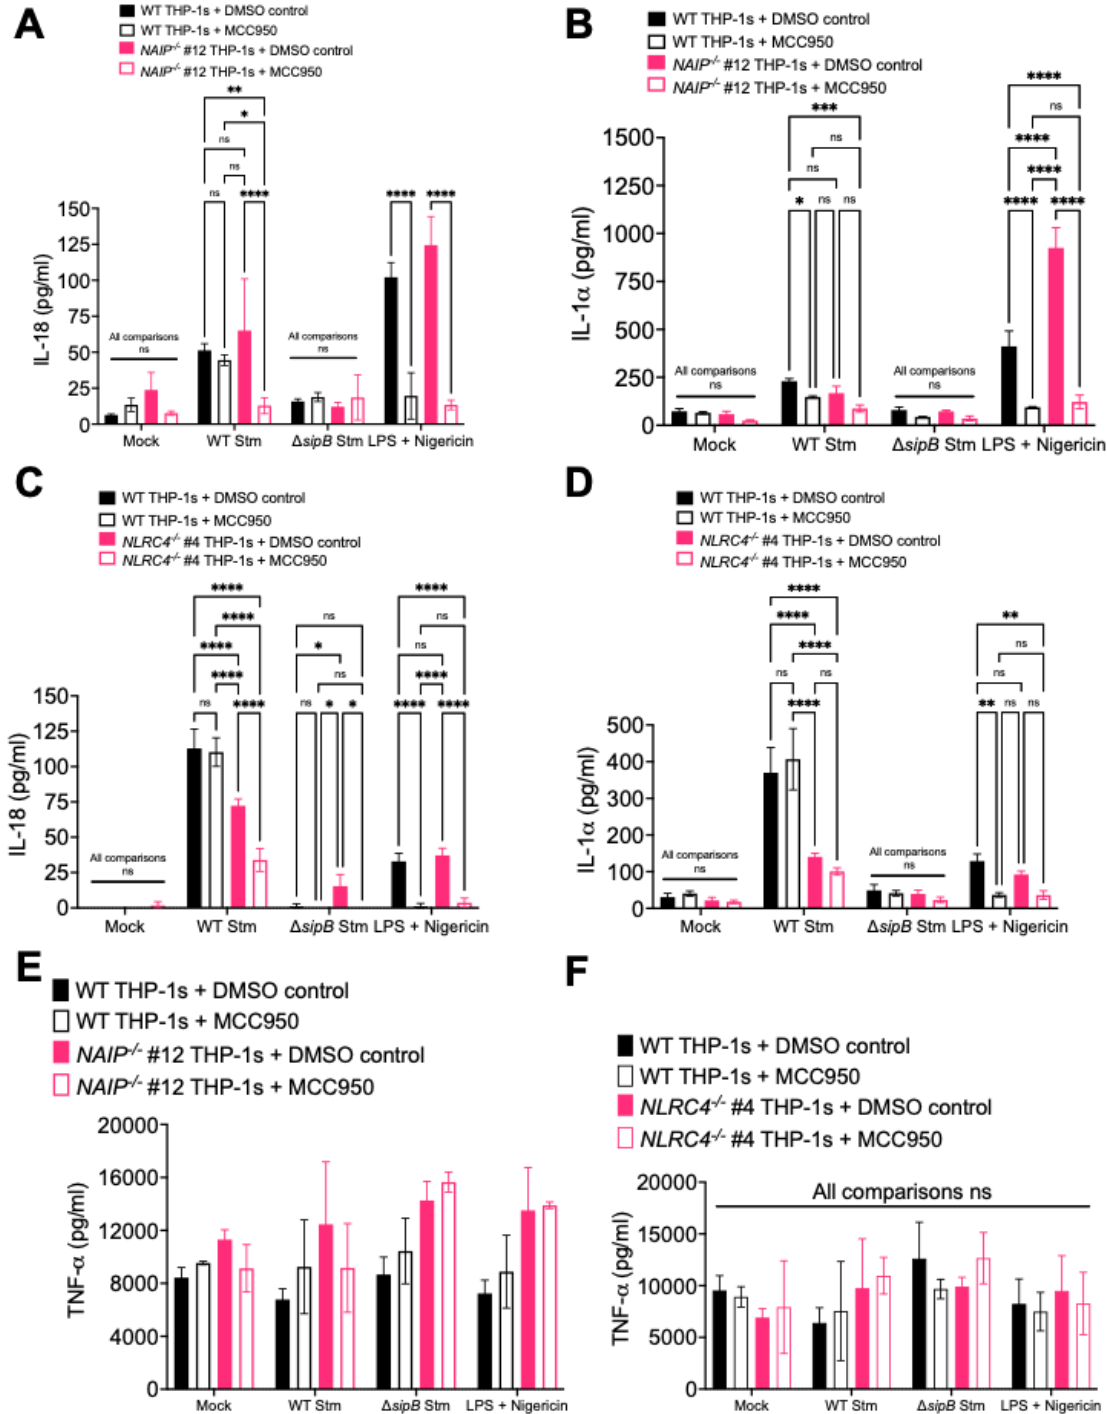 A
WT THP-1s + DMSO control
WT THP-1s + MCC950
NAIP-/- #12 THP-1s + DMSO control
NAIP-/- #12 THP-1s + MCC950
** 
*
ns
ns
ns
****
****
****
150
125
100
75
50
25
0
IL-18 (pg/ml)
All comparisons
ns
All comparisons
ns
Mock
WT Stm
ΔsipB Stm
LPS + Nigericin
B
WT THP-1s + DMSO control
WT THP-1s + MCC950
NAIP-/- #12 THP-1s + DMSO control
NAIP-/- #12 THP-1s + MCC950
****
ns
***
ns
****
ns
****
*
ns
ns
****
****
1500
1250
1000
750
500
250
0
IL-1α (pg/ml)
All comparisons
ns
All comparisons
ns
Mock
WT Stm
ΔsipB Stm
LPS + Nigericin
C
WT THP-1s + DMSO control
WT THP-1s + MCC950
NLRC4-/- #4 THP-1s + DMSO control
NLRC4-/- #4 THP-1s + MCC950
****
****
****
****
ns
****
ns
*
ns
ns
*
*
****
ns
ns
****
****
****
150
125
100
75
50
25
0
IL-18 (pg/ml)
All comparisons
ns
Mock
WT Stm
ΔsipB Stm
LPS + Nigericin
D
WT THP-1s + DMSO control
WT THP-1s + MCC950
NLRC4-/- #4 THP-1s + DMSO control
NLRC4-/- #4 THP-1s + MCC950
****
****
****
ns
ns
****
**
ns
ns
**
ns
ns
500
400
300
200
100
0
IL-1α (pg/ml)
All comparisons
ns
All comparisons
ns
Mock
WT Stm
ΔsipB Stm
LPS + Nigericin
E
WT THP-1s + DMSO control
WT THP-1s + MCC950
NAIP-/- #12 THP-1s + DMSO control
NAIP-/- #12 THP-1s + MCC950
20000
16000
12000
8000
4000
0
TNF-α (pg/ml)
Mock
WT Stm
ΔsipB Stm
LPS + Nigericin
F
WT THP-1s + DMSO control
WT THP-1s + MCC950
NLRC4-/- #4 THP-1s + DMSO control
NLRC4-/- #4 THP-1s + MCC950
All comparisons ns
20000
15000
10000
5000
0
TNF-α (pg/ml)
Mock
WT Stm
ΔsipB Stm
LPS + Nigericin